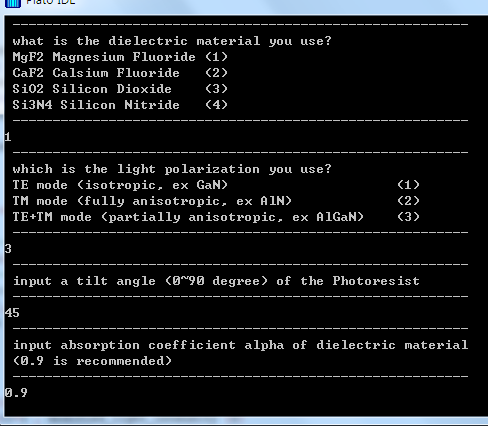 Plato IDE
------------------------------------------------------------
what is the dielectric material you use?
MgF2 Magnesium Fluoride (1)
CaF2 Calsium Fluoride (2)
SiO2 Silicon Dioxide (3)
Si3N4 Silicon Nitride (4)
------------------------------------------------------------
1
------------------------------------------------------------
which is the light polarization you use?
TE mode (isotropic, ex GaN) (1)
TM mode (fully anisotropic, ex AlN) (2)
TE+TM mode (partially anisotropic, ex AlGaN) (3)
------------------------------------------------------------
3
------------------------------------------------------------
input a tilt angle (0~90 degree) of the Photoresist
------------------------------------------------------------
45
------------------------------------------------------------
input absorption coefficient alpha of dielectric material
(0.9 is recommended)
------------------------------------------------------------
0.9